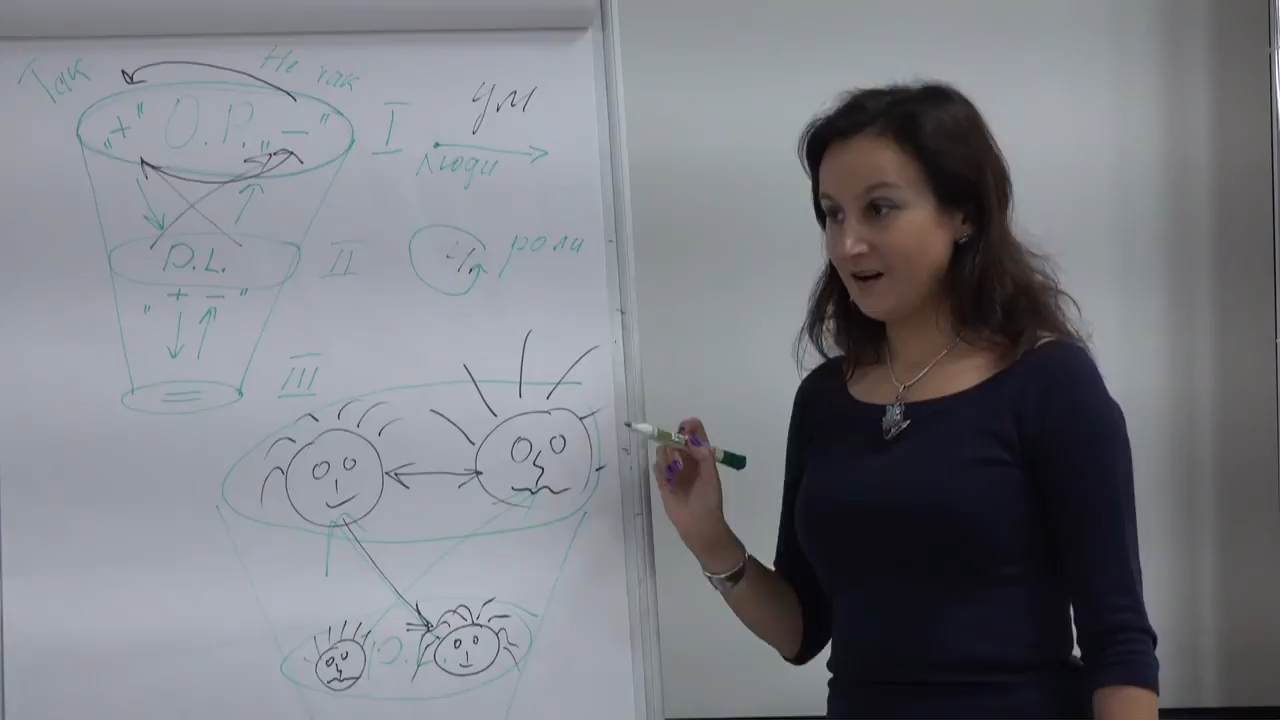 Так Не так
„+" О.Р. „−" I
ум
люди
D.L. II
роли
" + − "
III